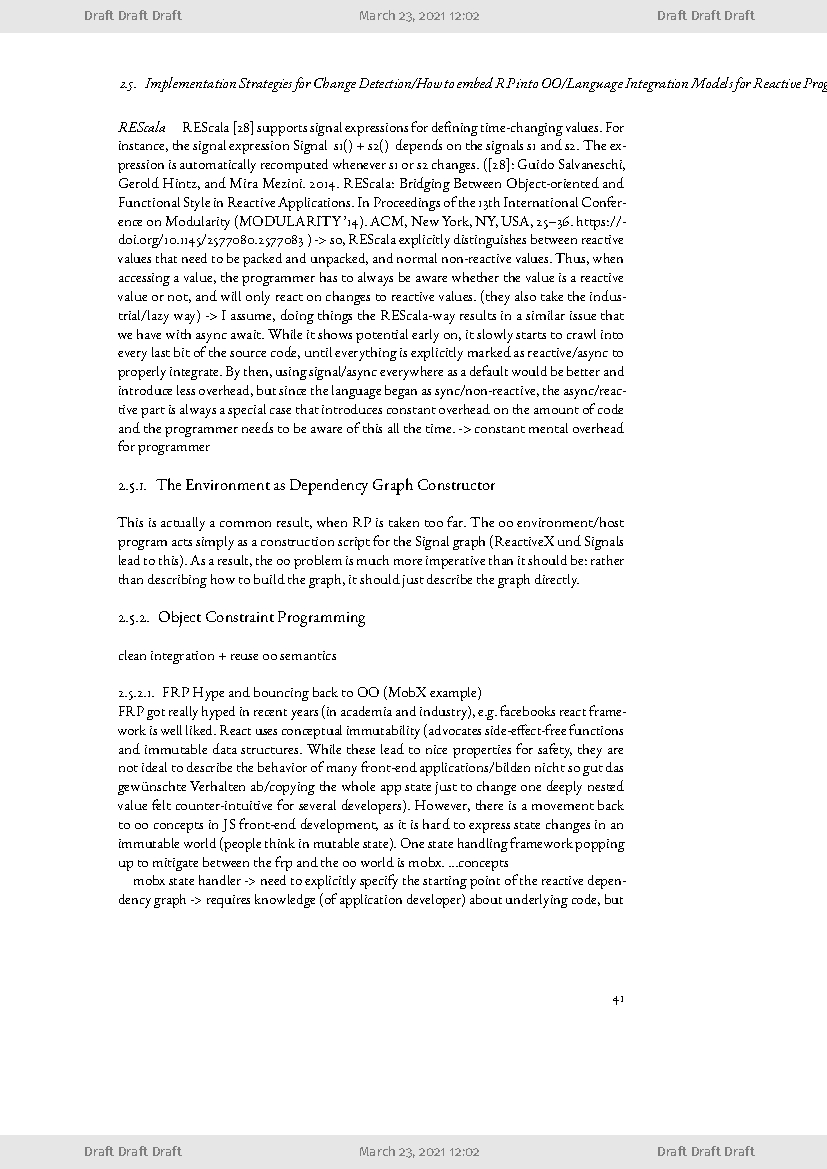 Draft Draft Draft March 23, 2021 12:02 Draft Draft Draft
2.5. Implementation Strategies for Change Detection/How to embed RP into OO/Language Integration Models for Reactive Prog
REScala REScala [28] supports signal expressions for defining time-changing values. For
instance, the signal expression Signal s1() + s2() depends on the signals s1 and s2. The ex-
pression is automatically recomputed whenever s1 or s2 changes. ([28]: Guido Salvaneschi,
Gerold Hintz, and Mira Mezini. 2014. REScala: Bridging Between Object-oriented and
Functional Style in Reactive Applications. In Proceedings of the 13th International Confer-
ence on Modularity (MODULARITY '14). ACM, New York, NY, USA, 25–36. https://-
doi.org/10.1145/2577080.2577083 ) -> so, REScala explicitly distinguishes between reactive
values that need to be packed and unpacked, and normal non-reactive values. Thus, when
accessing a value, the programmer has to always be aware whether the value is a reactive
value or not, and will only react on changes to reactive values. (they also take the indus-
trial/lazy way) -> I assume, doing things the REScala-way results in a similar issue that
we have with async await. While it shows potential early on, it slowly starts to crawl into
every last bit of the source code, until everything is explicitly marked as reactive/async to
properly integrate. By then, using signal/async everywhere as a default would be better and
introduce less overhead, but since the language began as sync/non-reactive, the async/reac-
tive part is always a special case that introduces constant overhead on the amount of code
and the programmer needs to be aware of this all the time. -> constant mental overhead
for programmer
2.5.1. The Environment as Dependency Graph Constructor
This is actually a common result, when RP is taken too far. The oo environment/host
program acts simply as a construction script for the Signal graph (ReactiveX und Signals
lead to this). As a result, the oo problem is much more imperative than it should be: rather
than describing how to build the graph, it should just describe the graph directly.
2.5.2. Object Constraint Programming
clean integration + reuse oo semantics
2.5.2.1. FRP Hype and bouncing back to OO (MobX example)
FRP got really hyped in recent years (in academia and industry), e.g. facebooks react frame-
work is well liked. React uses conceptual immutability (advocates side-effect-free functions
and immutable data structures. While these lead to nice properties for safety, they are
not ideal to describe the behavior of many front-end applications/bilden nicht so gut das
gewünschte Verhalten ab/copying the whole app state just to change one deeply nested
value felt counter-intuitive for several developers). However, there is a movement back
to oo concepts in JS front-end development, as it is hard to express state changes in an
immutable world (people think in mutable state). One state handling framework popping
up to mitigate between the frp and the oo world is mobx. ...concepts
mobx state handler -> need to explicitly specify the starting point of the reactive depen-
dency graph -> requires knowledge (of application developer) about underlying code, but
41
Draft Draft Draft March 23, 2021 12:02 Draft Draft Draft